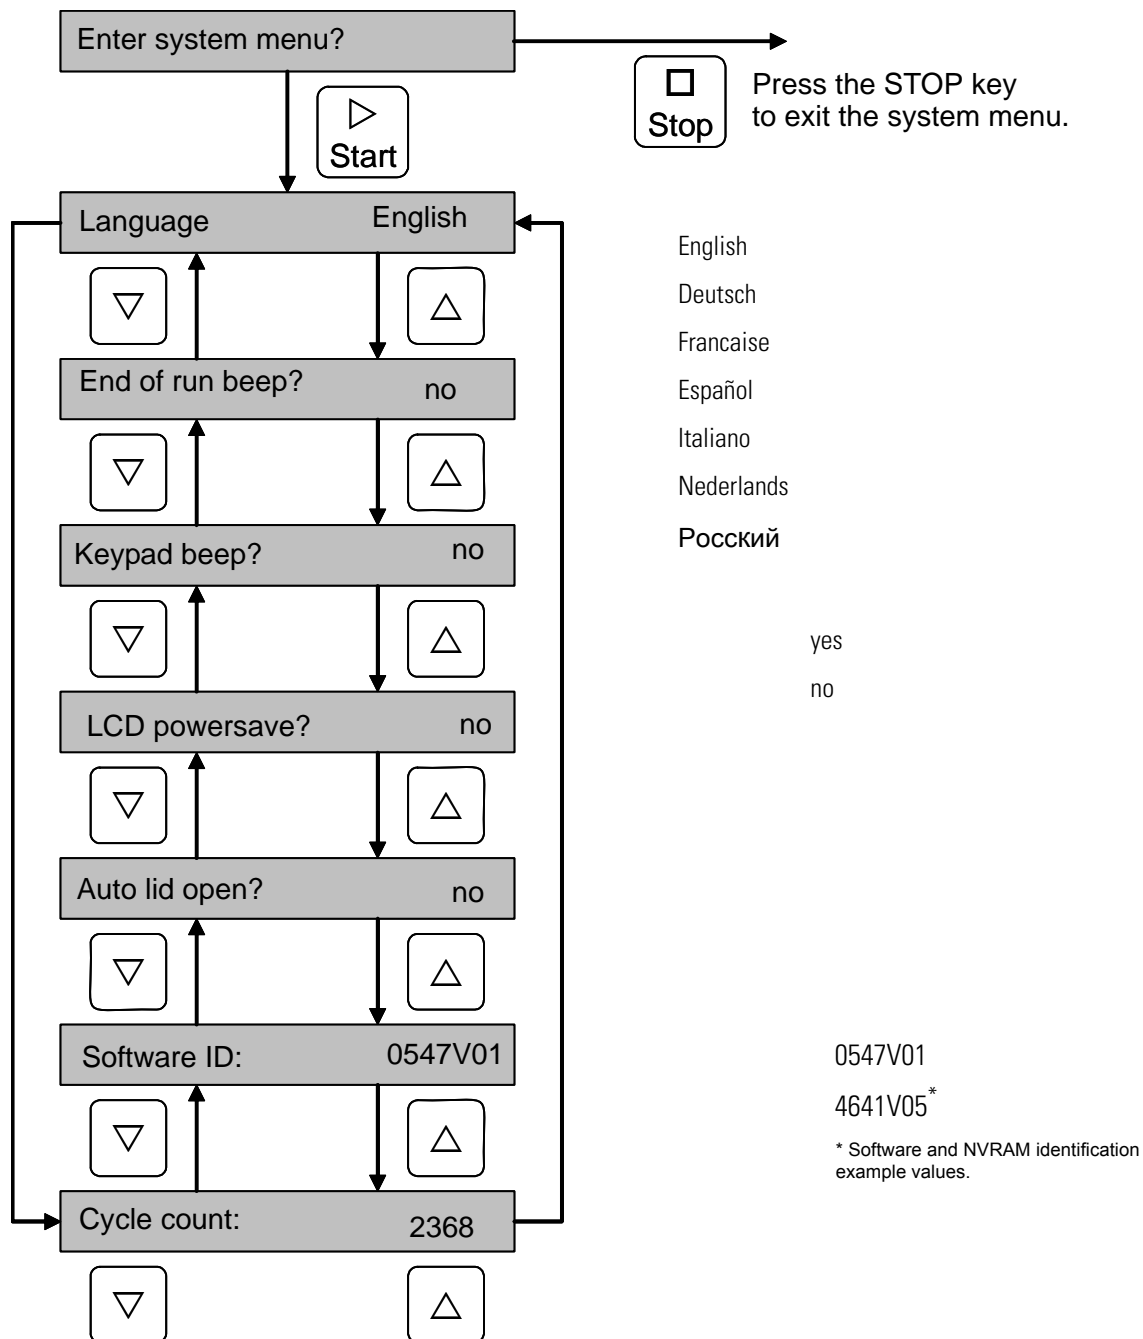 Enter system menu?
Start
Stop
Press the STOP key
to exit the system menu.
Language English
End of run beep? no
Keypad beep? no
LCD powersave? no
Auto lid open? no
Software ID: 0547V01
Cycle count: 2368
English
Deutsch
Francaise
Español
Italiano
Nederlands
Росский
yes
no
0547V01
4641V05*
* Software and NVRAM identification
example values.